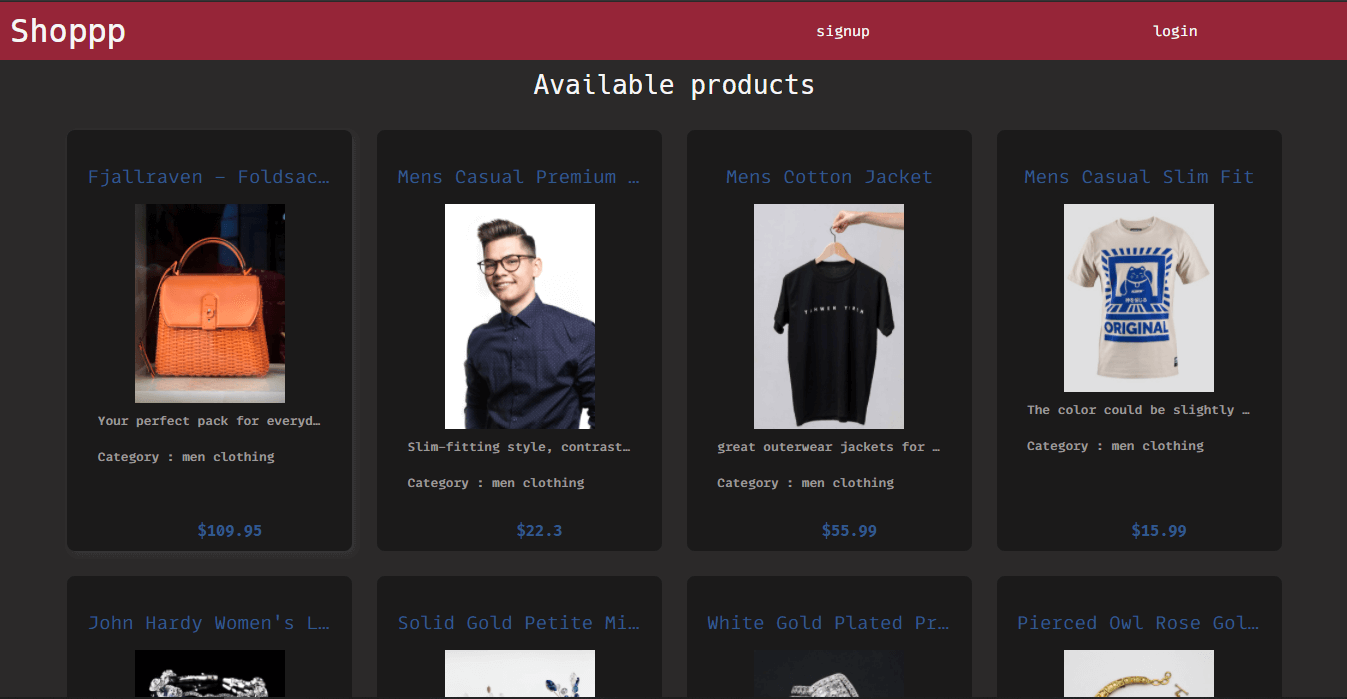 Shoppp signup login
Available products
Fjallraven - Foldsac…
Mens Casual Premium …
Mens Cotton Jacket
Mens Casual Slim Fit
ORIGINAL
Your perfect pack for everyd…
Category : men clothing
$109.95
Slim-fitting style, contrast…
Category : men clothing
$22.3
great outerwear jackets for …
Category : men clothing
$55.99
The color could be slightly …
Category : men clothing
$15.99
John Hardy Women's L…
Solid Gold Petite Mi…
White Gold Plated Pr…
Pierced Owl Rose Gol…